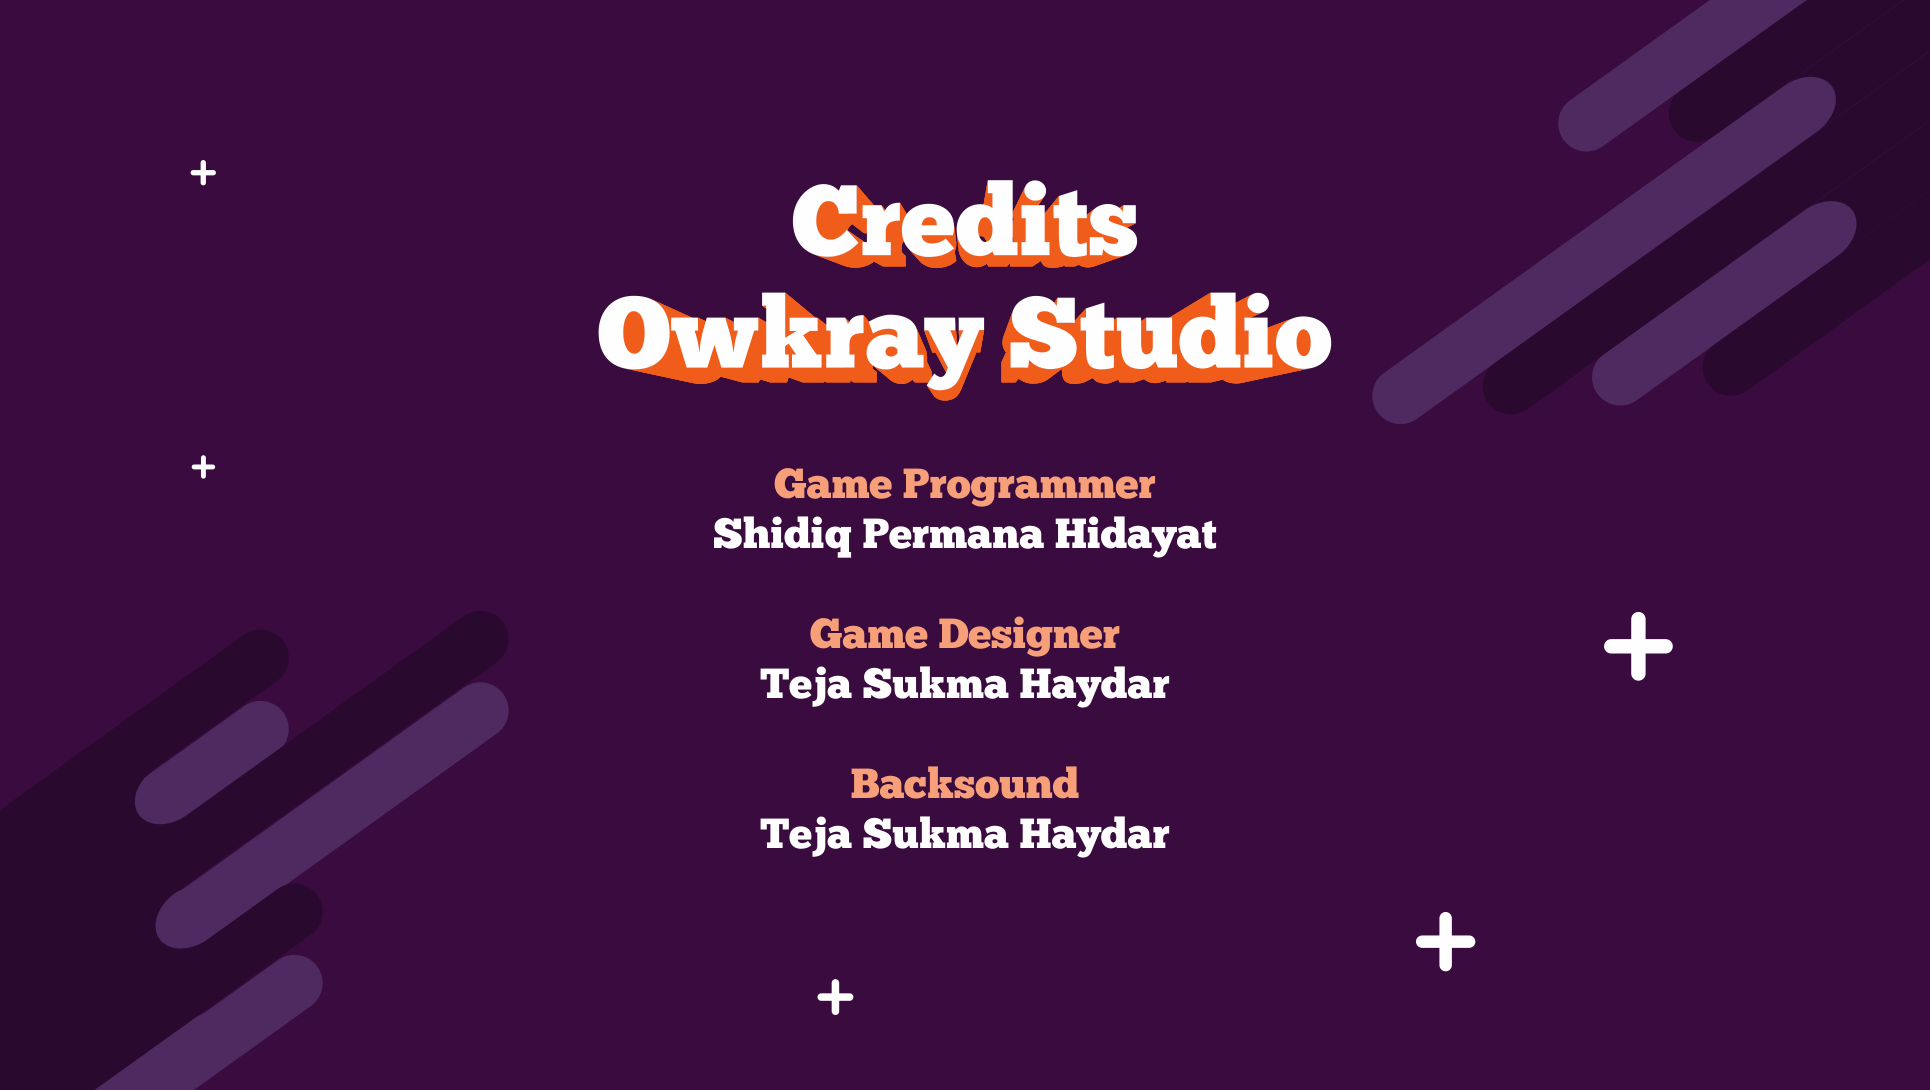 Credits
Owkray Studio
Game Programmer
Shidiq Permana Hidayat
Game Designer
Teja Sukma Haydar
Backsound
Teja Sukma Haydar